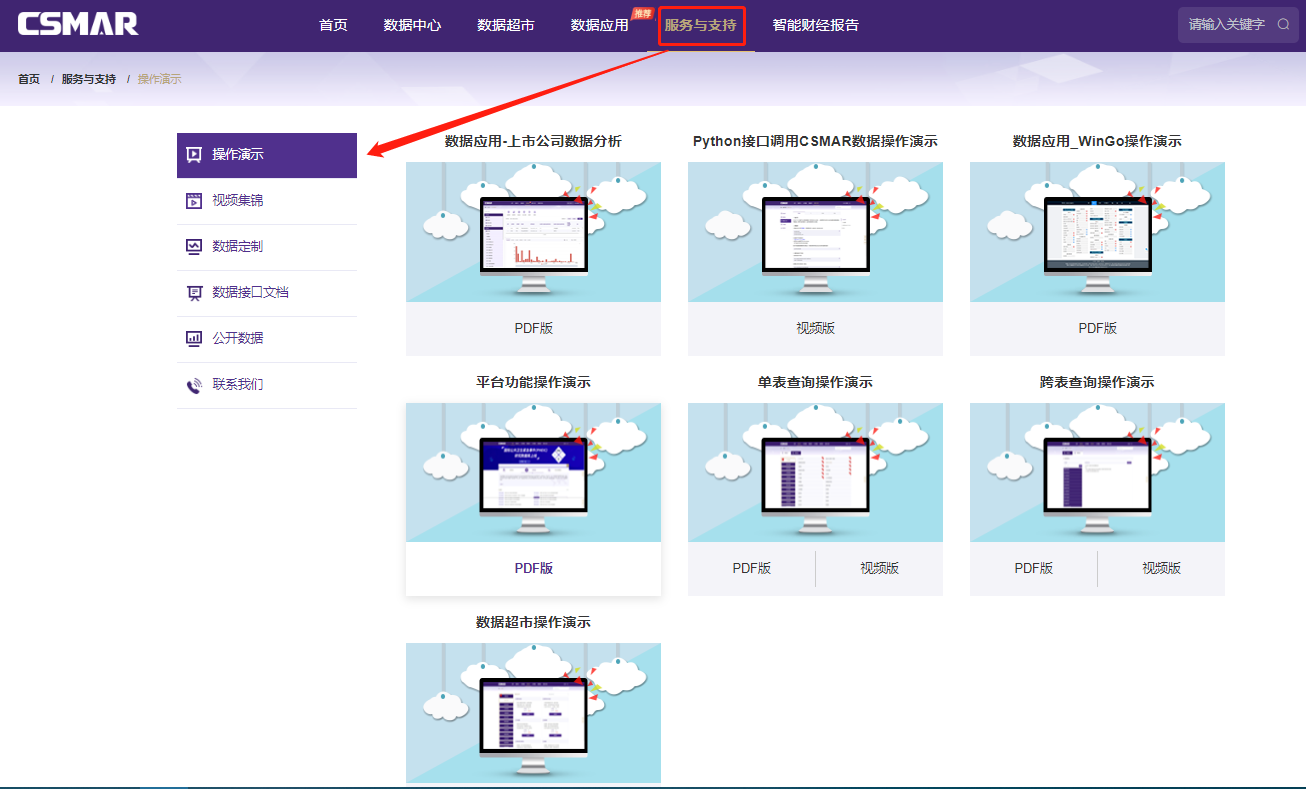 CSMAR
首页 数据中心 数据超市 数据应用 推荐 服务与支持 智能财经报告 请输入关键字
首页 / 服务与支持 / 操作演示
操作演示
视频集锦
数据定制
数据接口文档
公开数据
联系我们
数据应用-上市公司数据分析 Python接口调用CSMAR数据操作演示 数据应用_WinGo操作演示
PDF版 视频版 PDF版
平台功能操作演示 单表查询操作演示 跨表查询操作演示
PDF版 PDF版 视频版 PDF版 视频版
数据超市操作演示